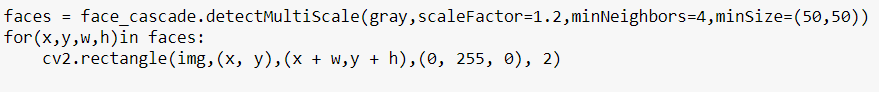 faces = face_cascade.detectMultiScale(gray,scaleFactor=1.2,minNeighbors=4,minSize=(50,50))
for(x,y,w,h)in faces:
    cv2.rectangle(img,(x, y),(x + w,y + h),(0, 255, 0), 2)